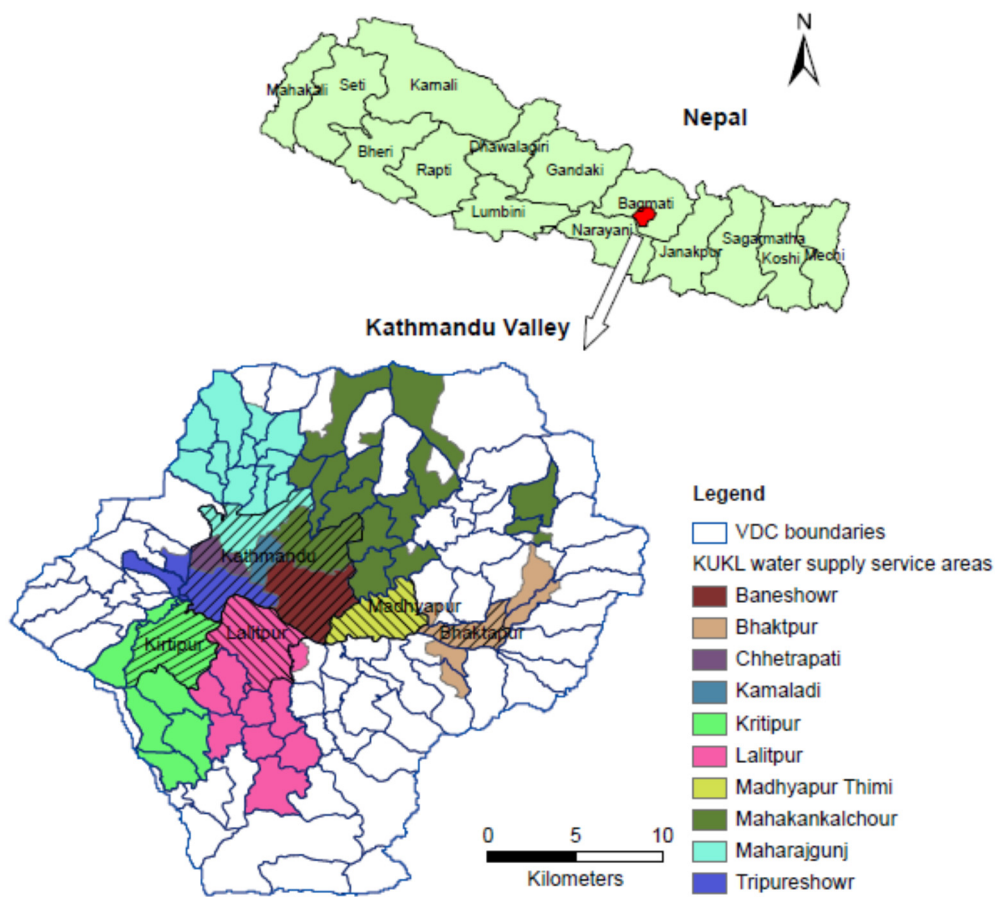 N
Nepal
Mahakali
Seti
Karnali
Bheri
Rapti
Dhawalagiri
Gandaki
Lumbini
Bagmati
Narayani
Janakpur
Sagarmatha
Koshi
Mechi
Kathmandu Valley
Kathmandu
Madhyapur
Lalitpur
Bhaktapur
Kirtipur
Legend
VDC boundaries
KUKL water supply service areas
Baneshowr
Bhaktpur
Chhetrapati
Kamaladi
Kritipur
Lalitpur
Madhyapur Thimi
Mahakankalchour
Maharajgunj
Tripureshowr
0 5 10
Kilometers